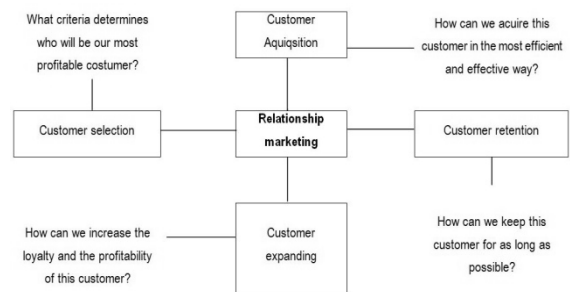 What criteria determines
who will be our most
profitable costumer?
Customer
Aquiqsition
How can we acuire this
customer in the most efficient
and effective way?
Customer selection
Relationship
marketing
Customer retention
How can we increase the
loyalty and the profitability
of this customer?
Customer
expanding
How can we keep this
customer for as long as
possible?